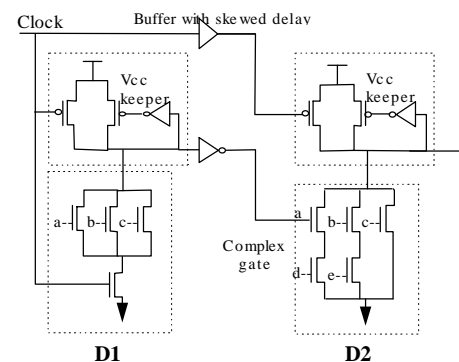 Clock
Buffer with skewed delay
Vcc
keeper
Vcc
keeper
a--
b--
c--
a
b--
c--
Complex
gate
d--
e--
D1
D2